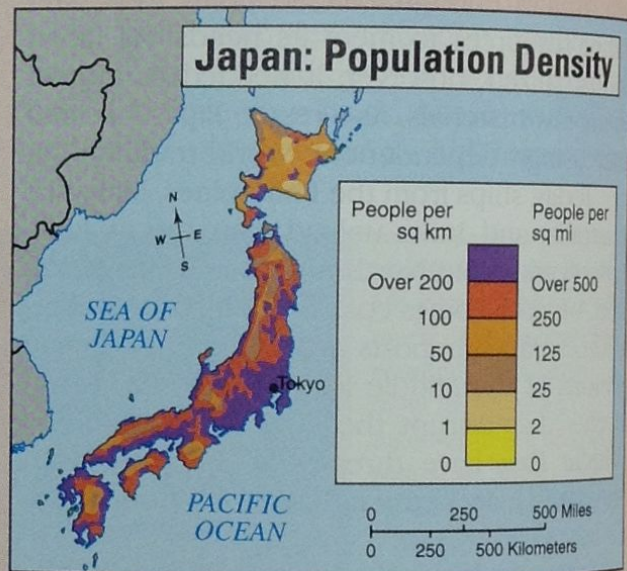 Japan: Population Density
N
W E
S
SEA OF
JAPAN
Tokyo
PACIFIC
OCEAN
People per
sq km
People per
sq mi
Over 200
Over 500
100
250
50
125
10
25
1
2
0
0
0 250 500 Miles
0 250 500 Kilometers